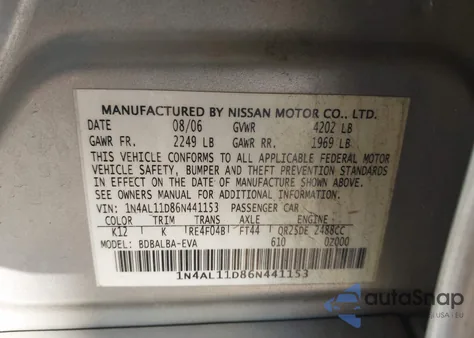 MANUFACTURED BY NISSAN MOTOR CO., LTD.
DATE 08/06 GVWR 4202 LB
GAWR FR. 2249 LB GAWR RR. 1969 LB
THIS VEHICLE CONFORMS TO ALL APPLICABLE FEDERAL MOTOR
VEHICLE SAFETY, BUMPER AND THEFT PREVENTION STANDARDS
IN EFFECT ON THE DATE OF MANUFACTURE SHOWN ABOVE.
SEE OWNERS MANUAL FOR ADDITIONAL INFORMATION.
VIN: 1N4AL11D86N441153 PASSENGER CAR
COLOR TRIM TRANS AXLE ENGINE
K12 K RE4F04B FT44 QR25DE 2488CC
MODEL: BDBALBA-EVA 610 0Z000
1N4AL11D86N441153
autoSnap
USA | EU